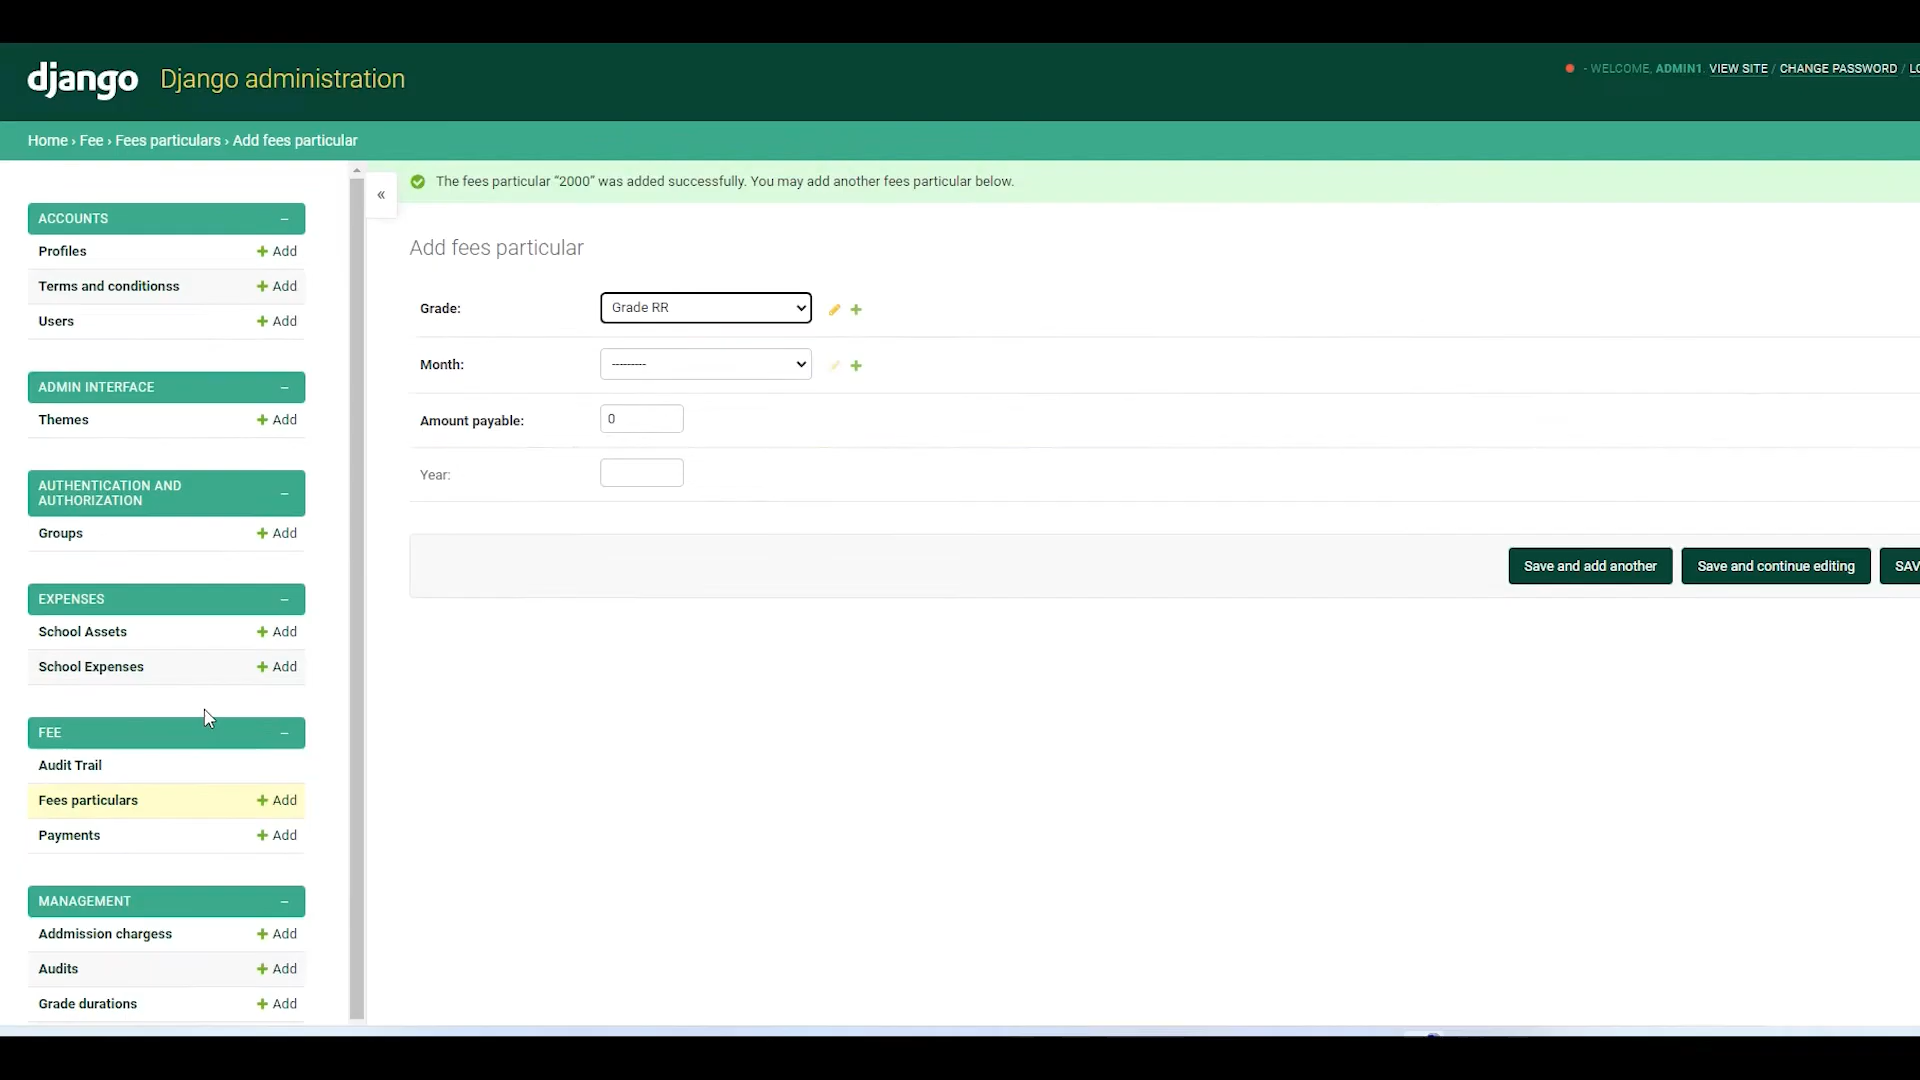 django Django administration
- WELCOME, ADMIN1. VIEW SITE / CHANGE PASSWORD /
Home › Fee › Fees particulars › Add fees particular
The fees particular “2000” was added successfully. You may add another fees particular below.
«
ACCOUNTS –
Profiles + Add
Terms and conditionss + Add
Users + Add
ADMIN INTERFACE –
Themes + Add
AUTHENTICATION AND
AUTHORIZATION –
Groups + Add
EXPENSES –
School Assets + Add
School Expenses + Add
FEE –
Audit Trail
Fees particulars + Add
Payments + Add
MANAGEMENT –
Addmission chargess + Add
Audits + Add
Grade durations + Add
Add fees particular
Grade: Grade RR
Month: ---------
Amount payable: 0
Year:
Save and add another Save and continue editing